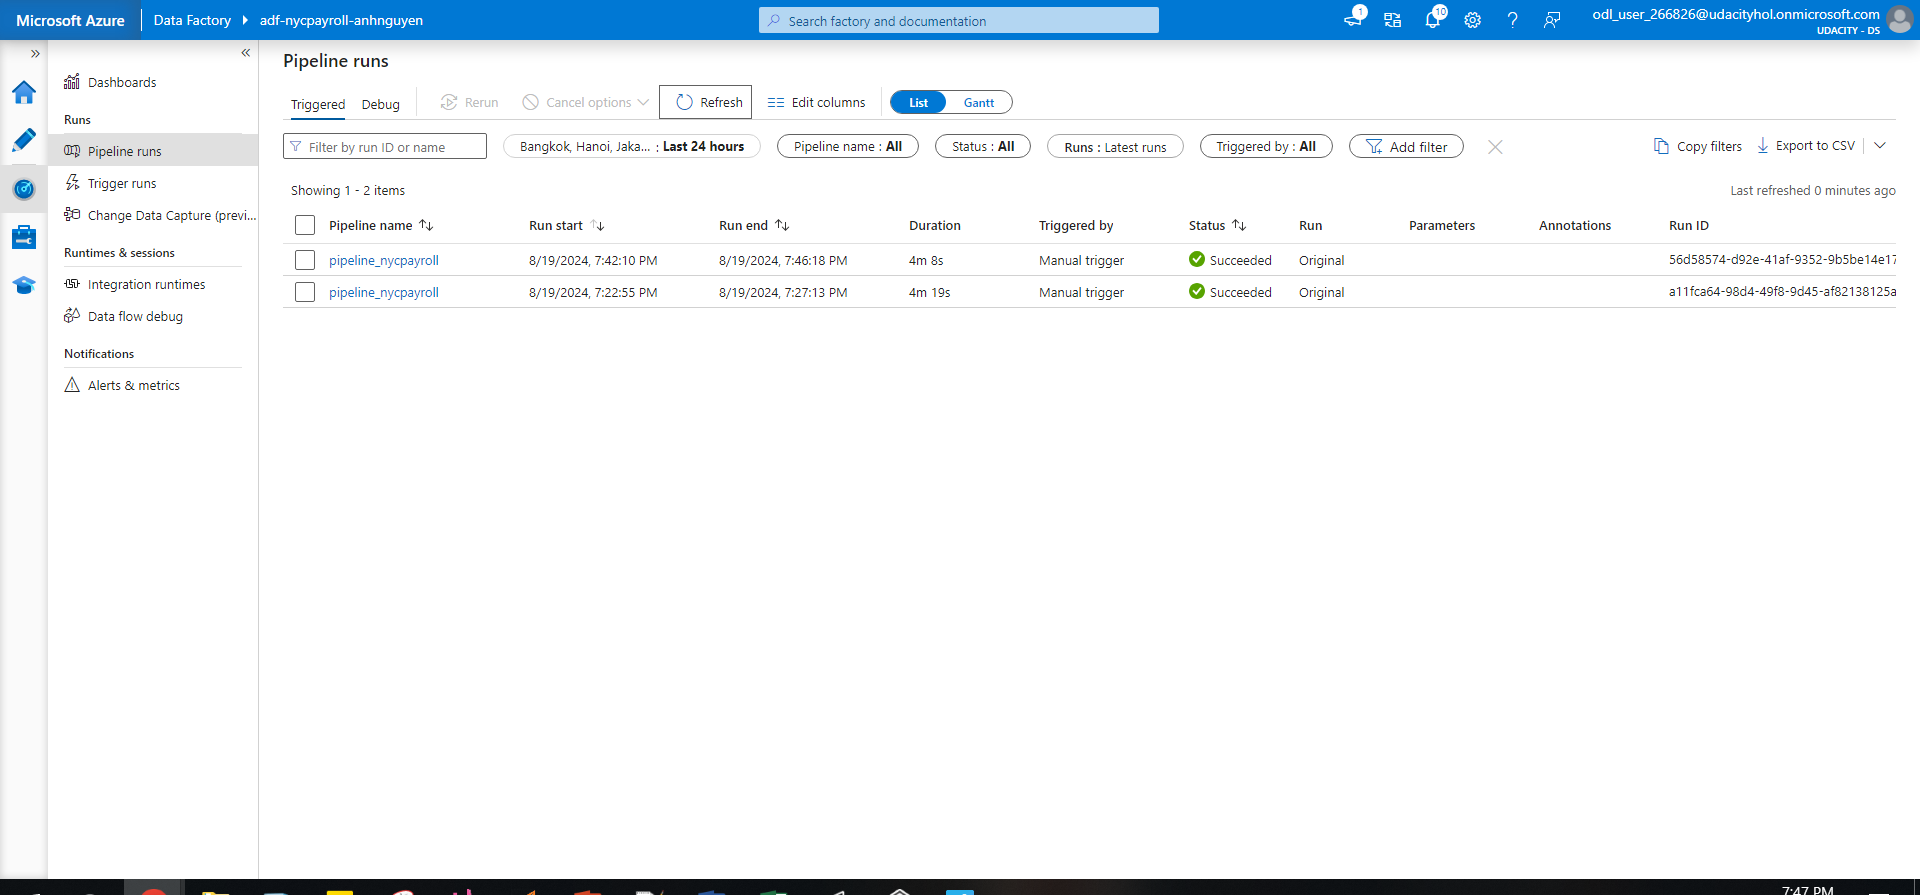 Microsoft Azure
Data Factory
adf-nycpayroll-anhnguyen
Search factory and documentation
1
10
odl_user_266826@udacityhol.onmicrosoft.com
UDACITY - DS
Dashboards
Runs
Pipeline runs
Trigger runs
Change Data Capture (previ...
Runtimes & sessions
Integration runtimes
Data flow debug
Notifications
Alerts & metrics
Pipeline runs
Triggered Debug Rerun Cancel options Refresh Edit columns List Gantt
Filter by run ID or name Bangkok, Hanoi, Jaka... : Last 24 hours Pipeline name : All Status : All Runs : Latest runs Triggered by : All Add filter Copy filters Export to CSV
Showing 1 - 2 items Last refreshed 0 minutes ago
Pipeline name Run start Run end Duration Triggered by Status Run Parameters Annotations Run ID
pipeline_nycpayroll 8/19/2024, 7:42:10 PM 8/19/2024, 7:46:18 PM 4m 8s Manual trigger Succeeded Original 56d58574-d92e-41af-9352-9b5be14e17
pipeline_nycpayroll 8/19/2024, 7:22:55 PM 8/19/2024, 7:27:13 PM 4m 19s Manual trigger Succeeded Original a11fca64-98d4-49f8-9d45-af82138125a
7:47 PM